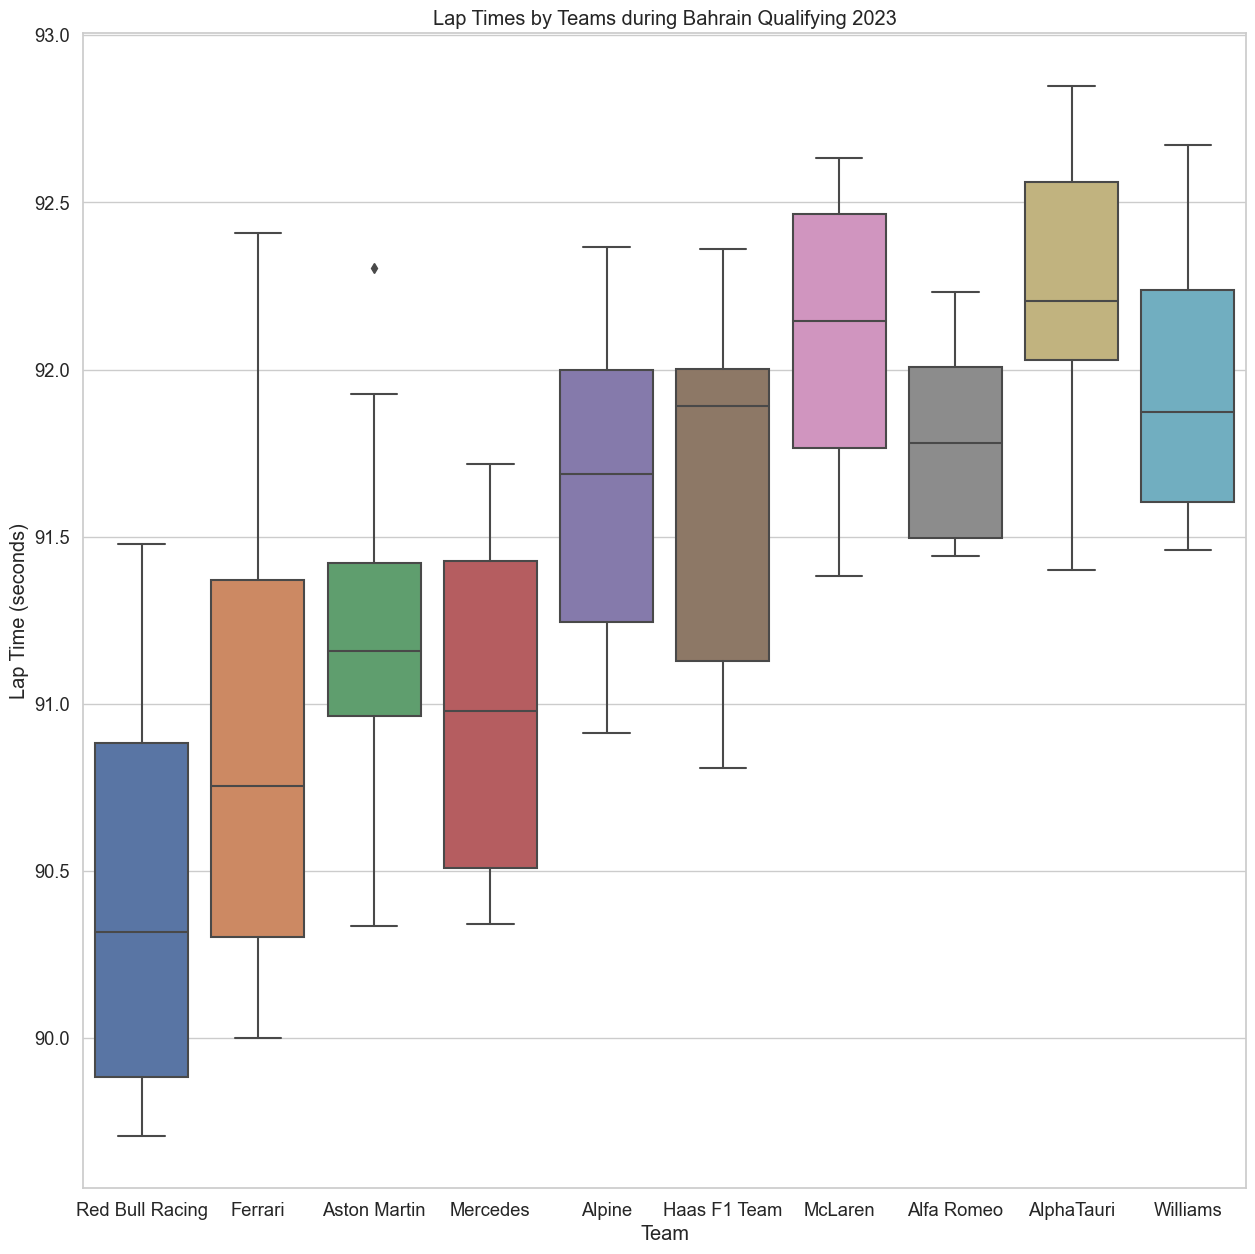 Lap Times by Teams during Bahrain Qualifying 2023
93.0
92.5
92.0
91.5
91.0
90.5
90.0
Lap Time (seconds)
Red Bull Racing Ferrari Aston Martin Mercedes Alpine Haas F1 Team McLaren Alfa Romeo AlphaTauri Williams
Team